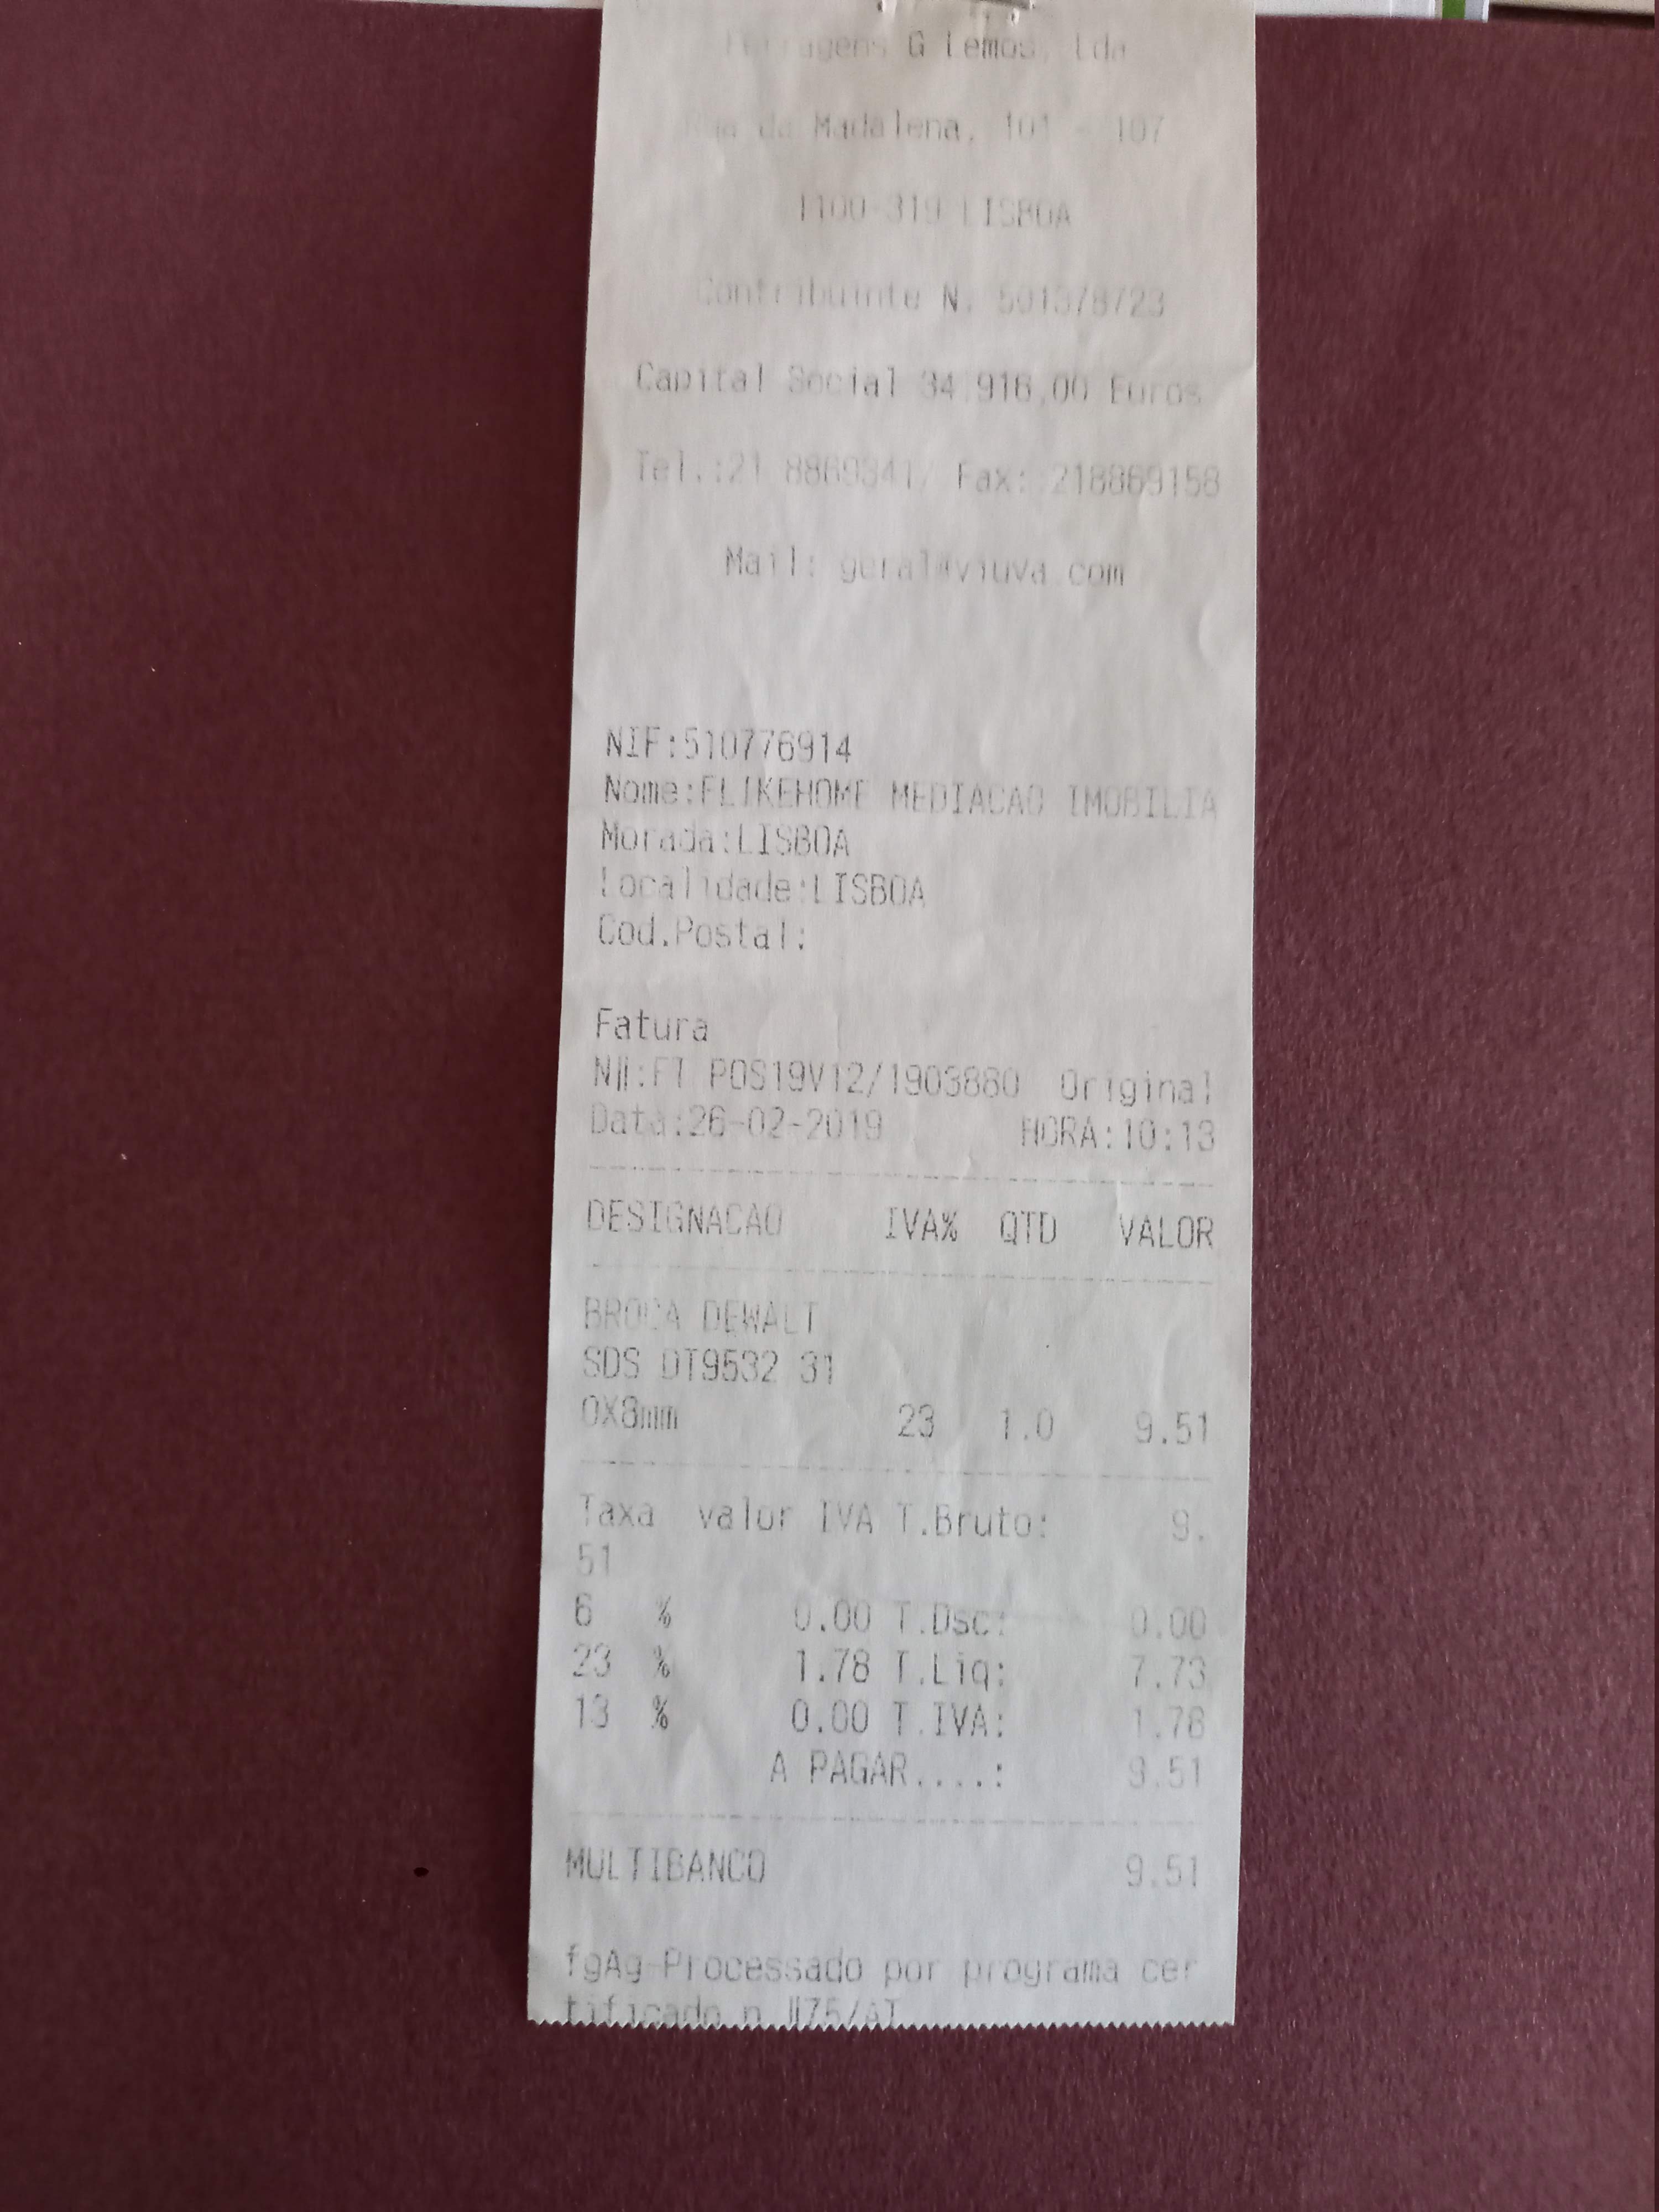 Ferragens G Lemos, Lda
Rua da Madalena, 101 - 107
1100-319 LISBOA
Contribuinte N. 501378723
Capital Social 34.916,00 Euros
Tel.:21 8869341/ Fax: 218869158
Mail: geral@viuva.com
NIF:510776914
Nome:FLIKEHOME MEDIACAO IMOBILIA
Morada:LISBOA
Localidade:LISBOA
Cod.Postal:
Fatura
Nº:FT POS19V12/1903880 Original
Data:26-02-2019 HORA:10:13
DESIGNACAO IVA% QTD VALOR
BROCA DEWALT
SDS DT9532 31
0X8mm 23 1.0 9.51
Taxa valor IVA T.Bruto: 9.
51
6 % 0.00 T.Dsc: 0.00
23 % 1.78 T.Liq: 7.73
13 % 0.00 T.IVA: 1.78
A PAGAR....: 9.51
MULTIBANCO 9.51
fgAg-Processado por programa cer
tificado n